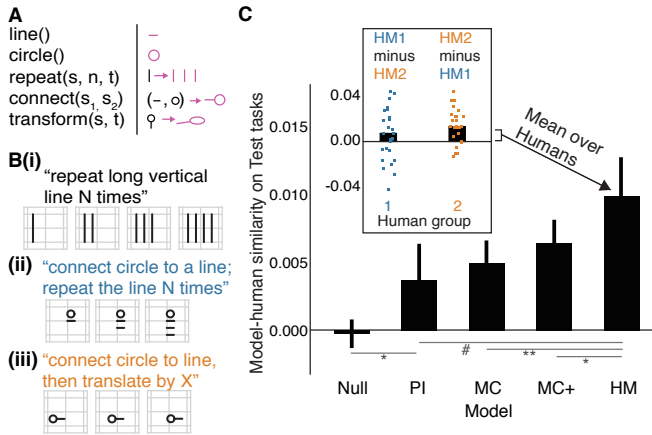 A
line()
circle()
repeat(s, n, t)
connect(s1, s2)
(-, o)
transform(s, t)
B(i)
"repeat long vertical
line N times"
(ii)
"connect circle to a line;
repeat the line N times"
(iii)
"connect circle to line,
then translate by X"
C
Model-human similarity on Test tasks
0.015
0.010
0.005
0.000
HM1
minus
HM2
HM2
minus
HM1
0.04
0.00
-0.04
1
2
Human group
Mean over
Humans
*
#
**
*
Null
PI
MC
MC+
HM
Model